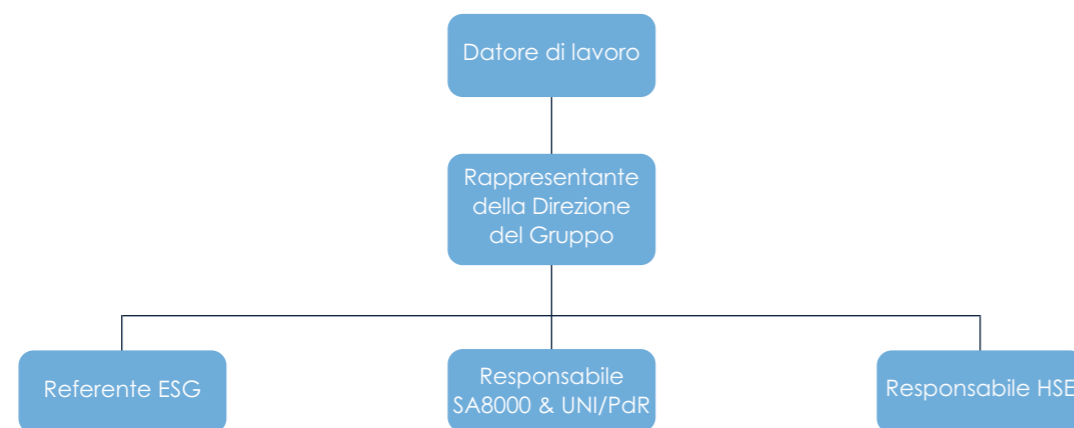 Datore di lavoro
Rappresentante
della Direzione
del Gruppo
Referente ESG
Responsabile
SA8000 & UNI/PdR
Responsabile HSE